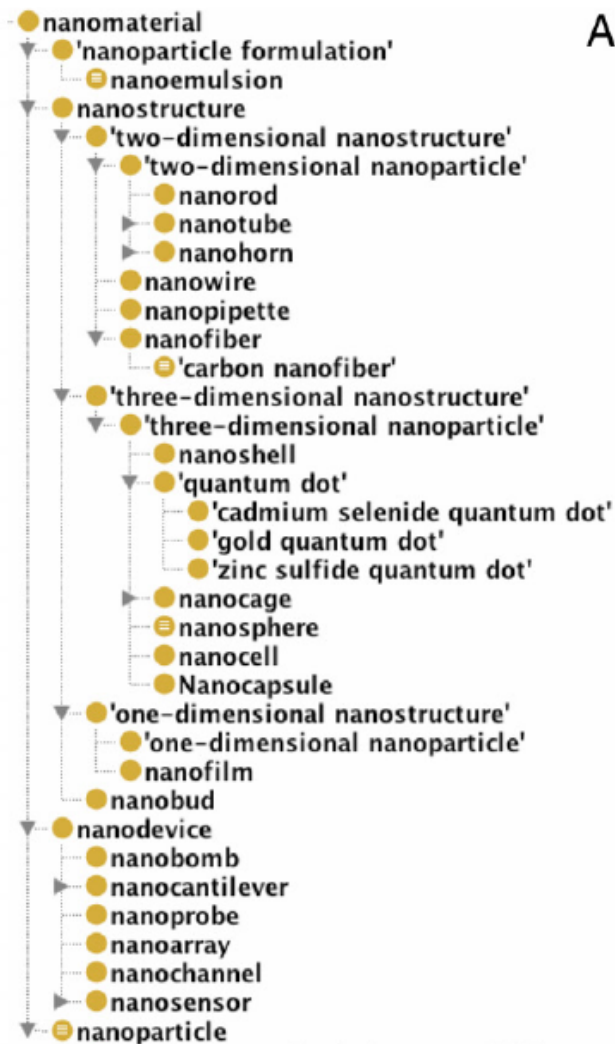 nanomaterial A
'nanoparticle formulation'
nanoemulsion
nanostructure
'two-dimensional nanostructure'
'two-dimensional nanoparticle'
nanorod
nanotube
nanohorn
nanowire
nanopipette
nanofiber
'carbon nanofiber'
'three-dimensional nanostructure'
'three-dimensional nanoparticle'
nanoshell
'quantum dot'
'cadmium selenide quantum dot'
'gold quantum dot'
'zinc sulfide quantum dot'
nanocage
nanosphere
nanocell
Nanocapsule
'one-dimensional nanostructure'
'one-dimensional nanoparticle'
nanofilm
nanobud
nanodevice
nanobomb
nanocantilever
nanoprobe
nanoarray
nanochannel
nanosensor
nanoparticle